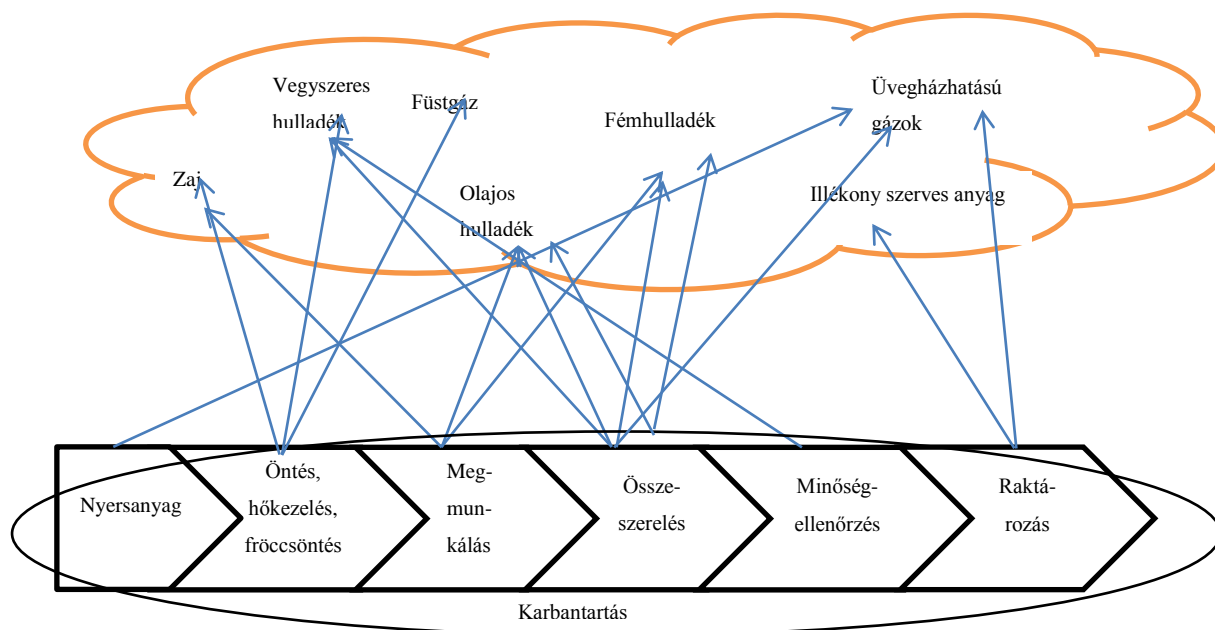 Vegyszeres
hulladék
Füstgáz
Fémhulladék
Üvegházhatású
gázok
Zaj
Olajos
hulladék
Illékony szerves anyag
Nyersanyag
Öntés,
hőkezelés,
fröccsöntés
Meg-
mun-
kálás
Össze-
szerelés
Minőség-
ellenőrzés
Raktá-
rozás
Karbantartás